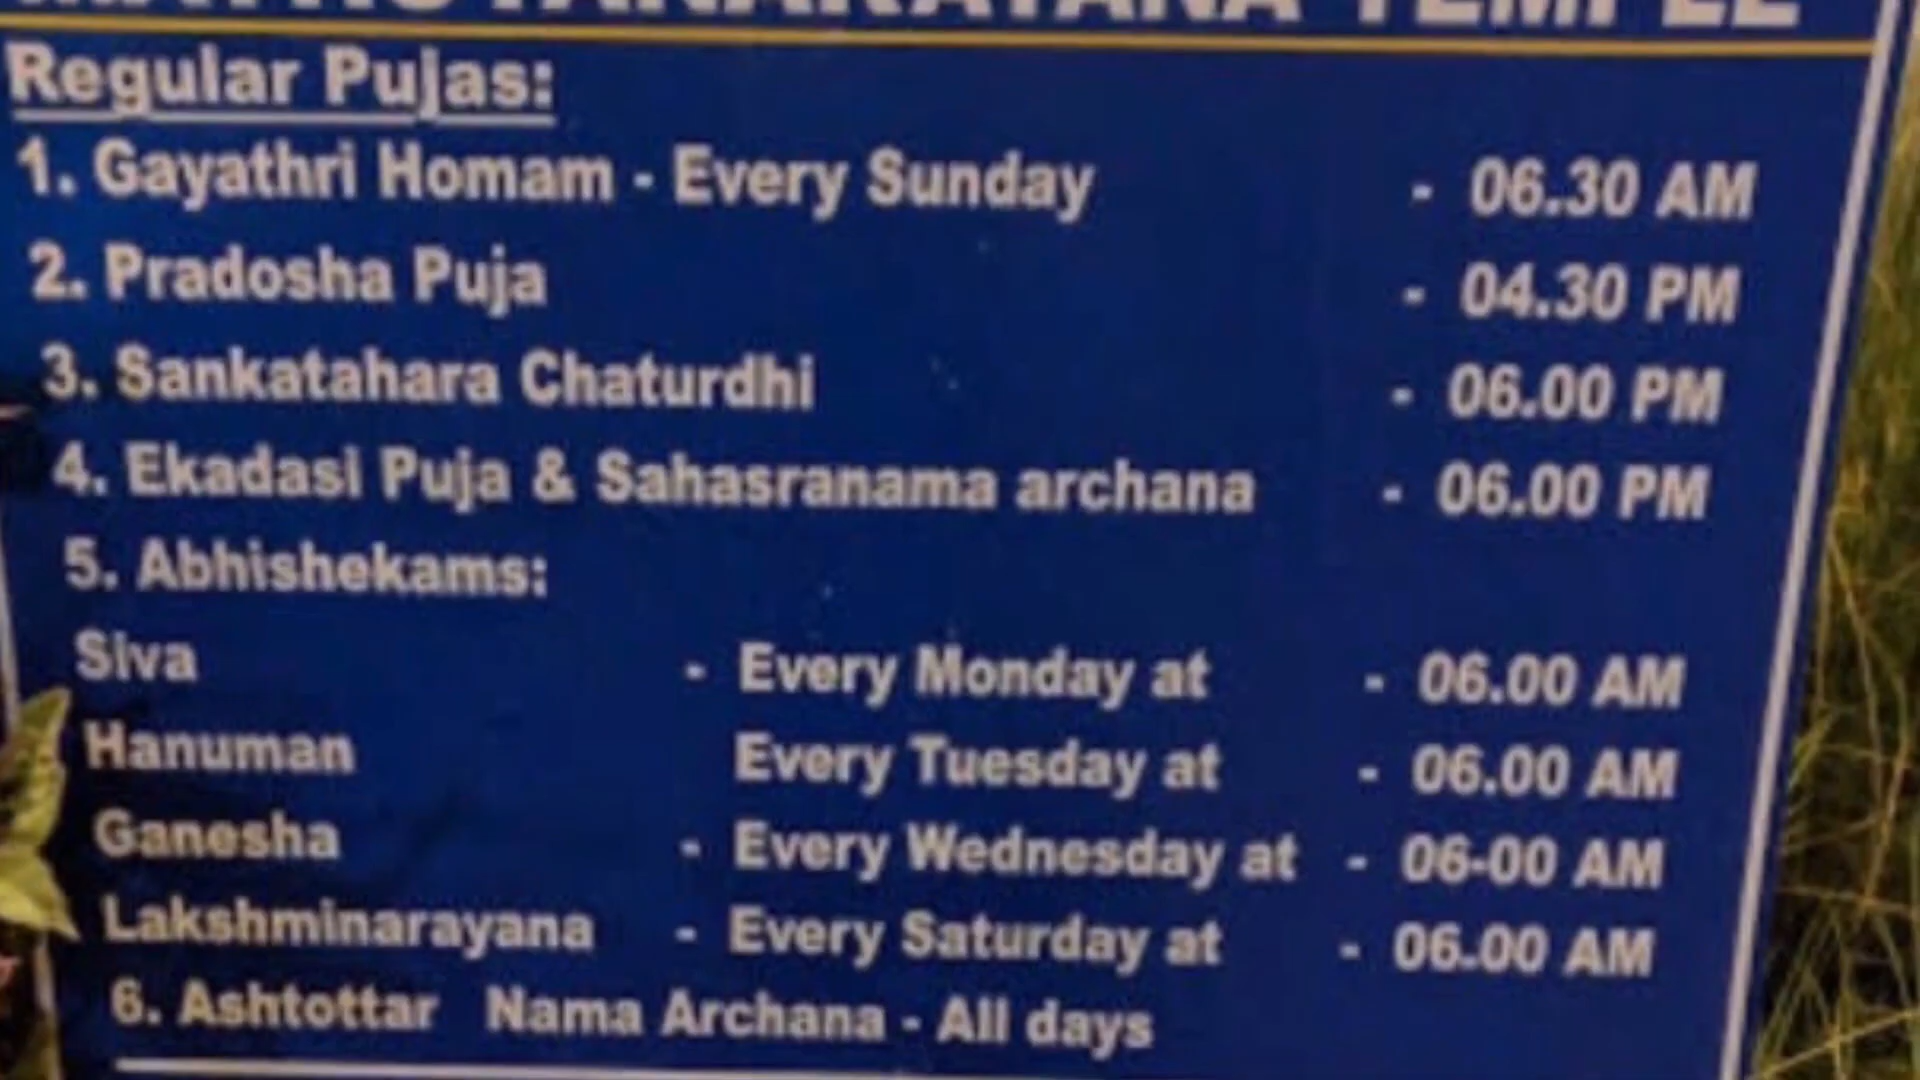 TEMPLE
Regular Pujas:
1. Gayathri Homam - Every Sunday - 06.30 AM
2. Pradosha Puja - 04.30 PM
3. Sankatahara Chaturdhi - 06.00 PM
4. Ekadasi Puja & Sahasranama archana - 06.00 PM
5. Abhishekams:
Siva - Every Monday at - 06.00 AM
Hanuman Every Tuesday at - 06.00 AM
Ganesha - Every Wednesday at - 06-00 AM
Lakshminarayana - Every Saturday at - 06.00 AM
6. Ashtottar Nama Archana - All days